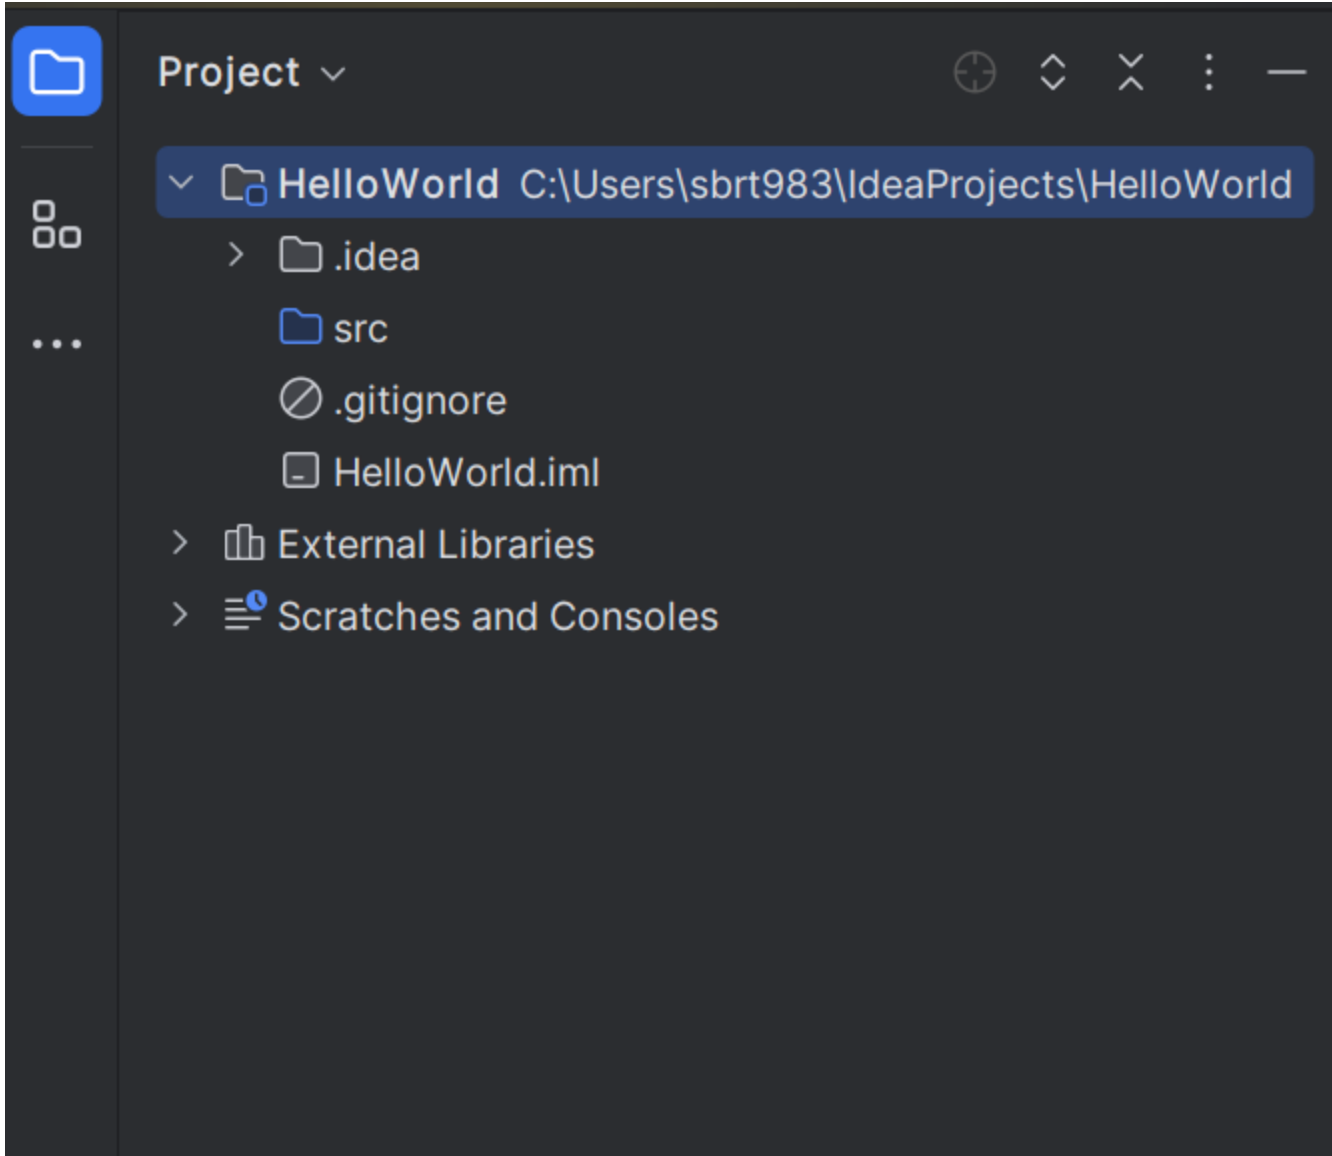 Project
HelloWorld C:\Users\sbrt983\IdeaProjects\HelloWorld
.idea
src
.gitignore
HelloWorld.iml
External Libraries
Scratches and Consoles